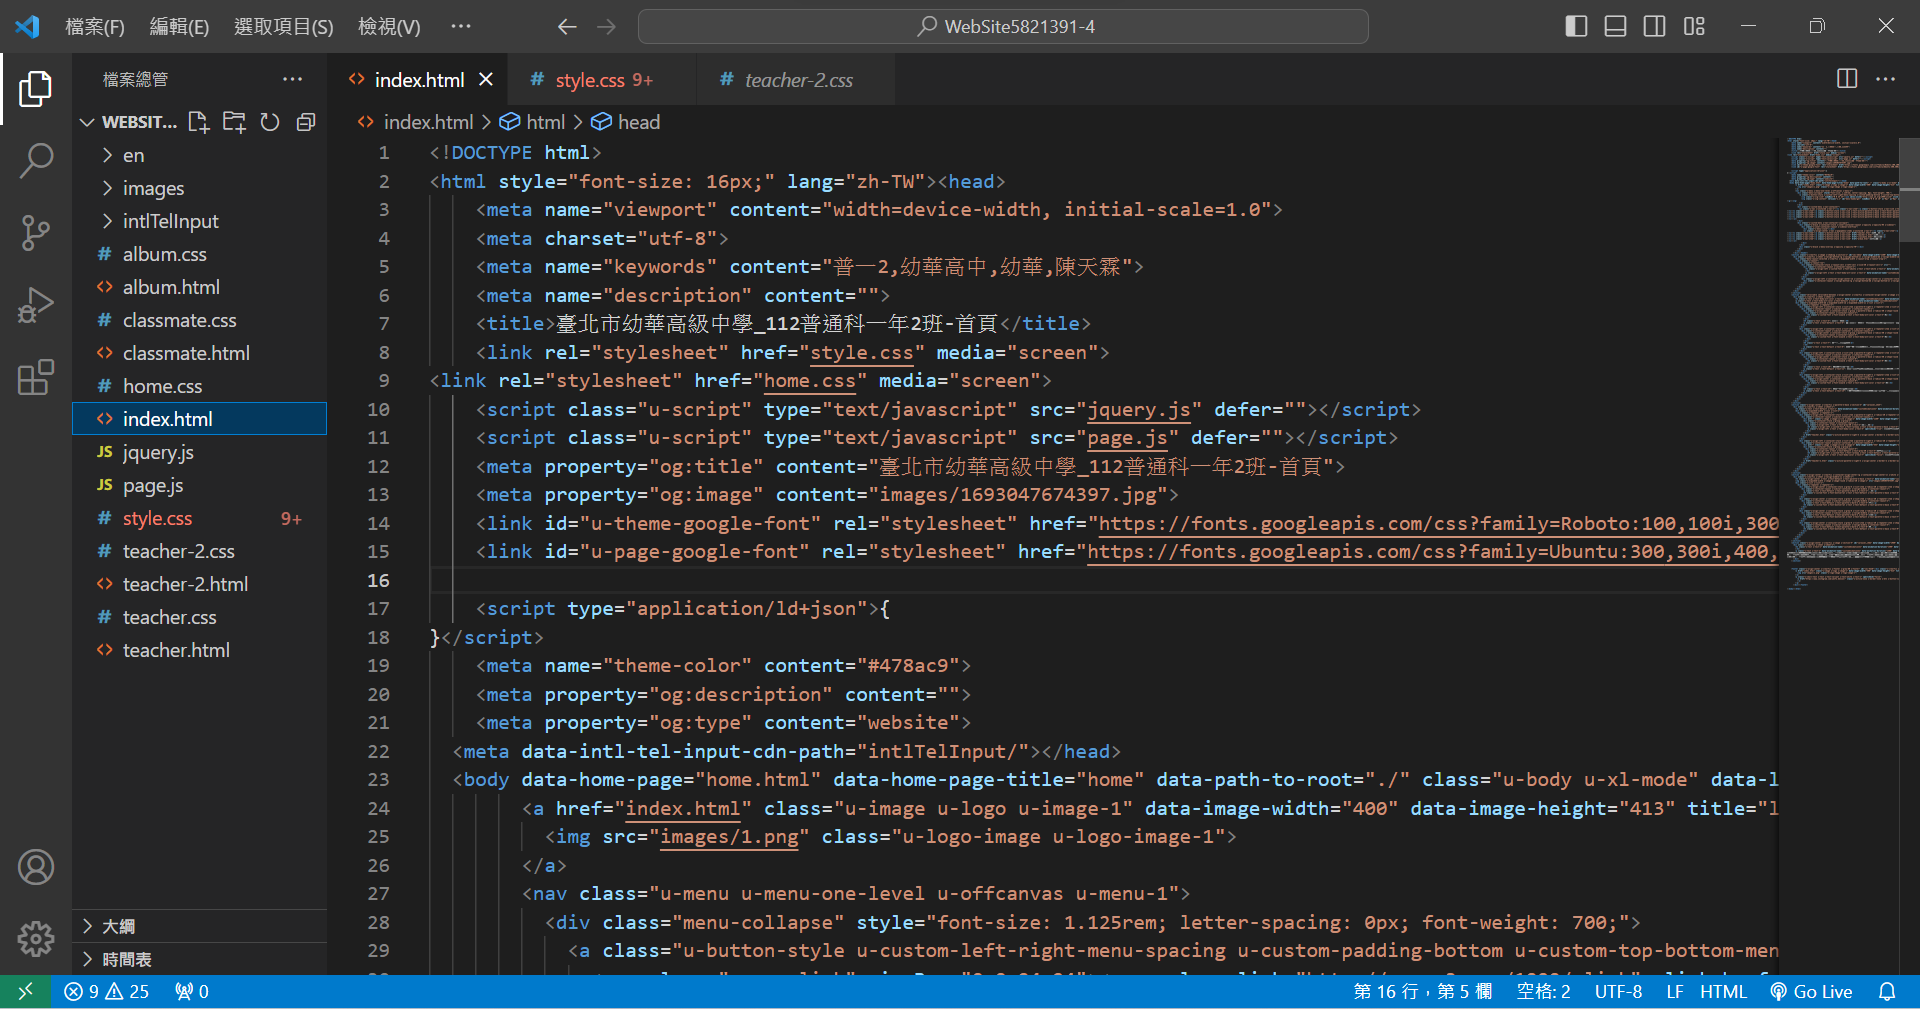 檔案(F) 編輯(E) 選取項目(S) 檢視(V) ··· WebSite5821391-4
檔案總管 ···
WEBSIT...
en
images
intlTelInput
album.css
album.html
classmate.css
classmate.html
home.css
index.html
jquery.js
page.js
style.css 9+
teacher-2.css
teacher-2.html
teacher.css
teacher.html
大綱
時間表
index.html style.css 9+ teacher-2.css
index.html > html > head
1 <!DOCTYPE html>
2 <html style="font-size: 16px;" lang="zh-TW"><head>
3 <meta name="viewport" content="width=device-width, initial-scale=1.0">
4 <meta charset="utf-8">
5 <meta name="keywords" content="普一2,幼華高中,幼華,陳天霖">
6 <meta name="description" content="">
7 <title>臺北市幼華高級中學_112普通科一年2班-首頁</title>
8 <link rel="stylesheet" href="style.css" media="screen">
9 <link rel="stylesheet" href="home.css" media="screen">
10 <script class="u-script" type="text/javascript" src="jquery.js" defer=""></script>
11 <script class="u-script" type="text/javascript" src="page.js" defer=""></script>
12 <meta property="og:title" content="臺北市幼華高級中學_112普通科一年2班-首頁">
13 <meta property="og:image" content="images/1693047674397.jpg">
14 <link id="u-theme-google-font" rel="stylesheet" href="https://fonts.googleapis.com/css?family=Roboto:100,100i,300
15 <link id="u-page-google-font" rel="stylesheet" href="https://fonts.googleapis.com/css?family=Ubuntu:300,300i,400,
16
17 <script type="application/ld+json">{
18 }</script>
19 <meta name="theme-color" content="#478ac9">
20 <meta property="og:description" content="">
21 <meta property="og:type" content="website">
22 <meta data-intl-tel-input-cdn-path="intlTelInput/"></head>
23 <body data-home-page="home.html" data-home-page-title="home" data-path-to-root="./" class="u-body u-xl-mode" data-l
24 <a href="index.html" class="u-image u-logo u-image-1" data-image-width="400" data-image-height="413" title="l
25 <img src="images/1.png" class="u-logo-image u-logo-image-1">
26 </a>
27 <nav class="u-menu u-menu-one-level u-offcanvas u-menu-1">
28 <div class="menu-collapse" style="font-size: 1.125rem; letter-spacing: 0px; font-weight: 700;">
29 <a class="u-button-style u-custom-left-right-menu-spacing u-custom-padding-bottom u-custom-top-bottom-men
9 25 0 第 16 行，第 5 欄 空格: 2 UTF-8 LF HTML Go Live